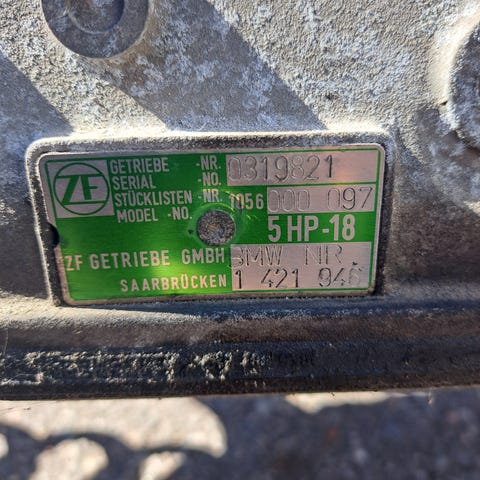 ZF
GETRIEBE -NR. 0319821
SERIAL -NO.
STÜCKLISTEN -NR. 1056 000 097
MODEL -NO.
5 HP-18
ZF GETRIEBE GMBH BMW NR
SAARBRÜCKEN 1 421 946